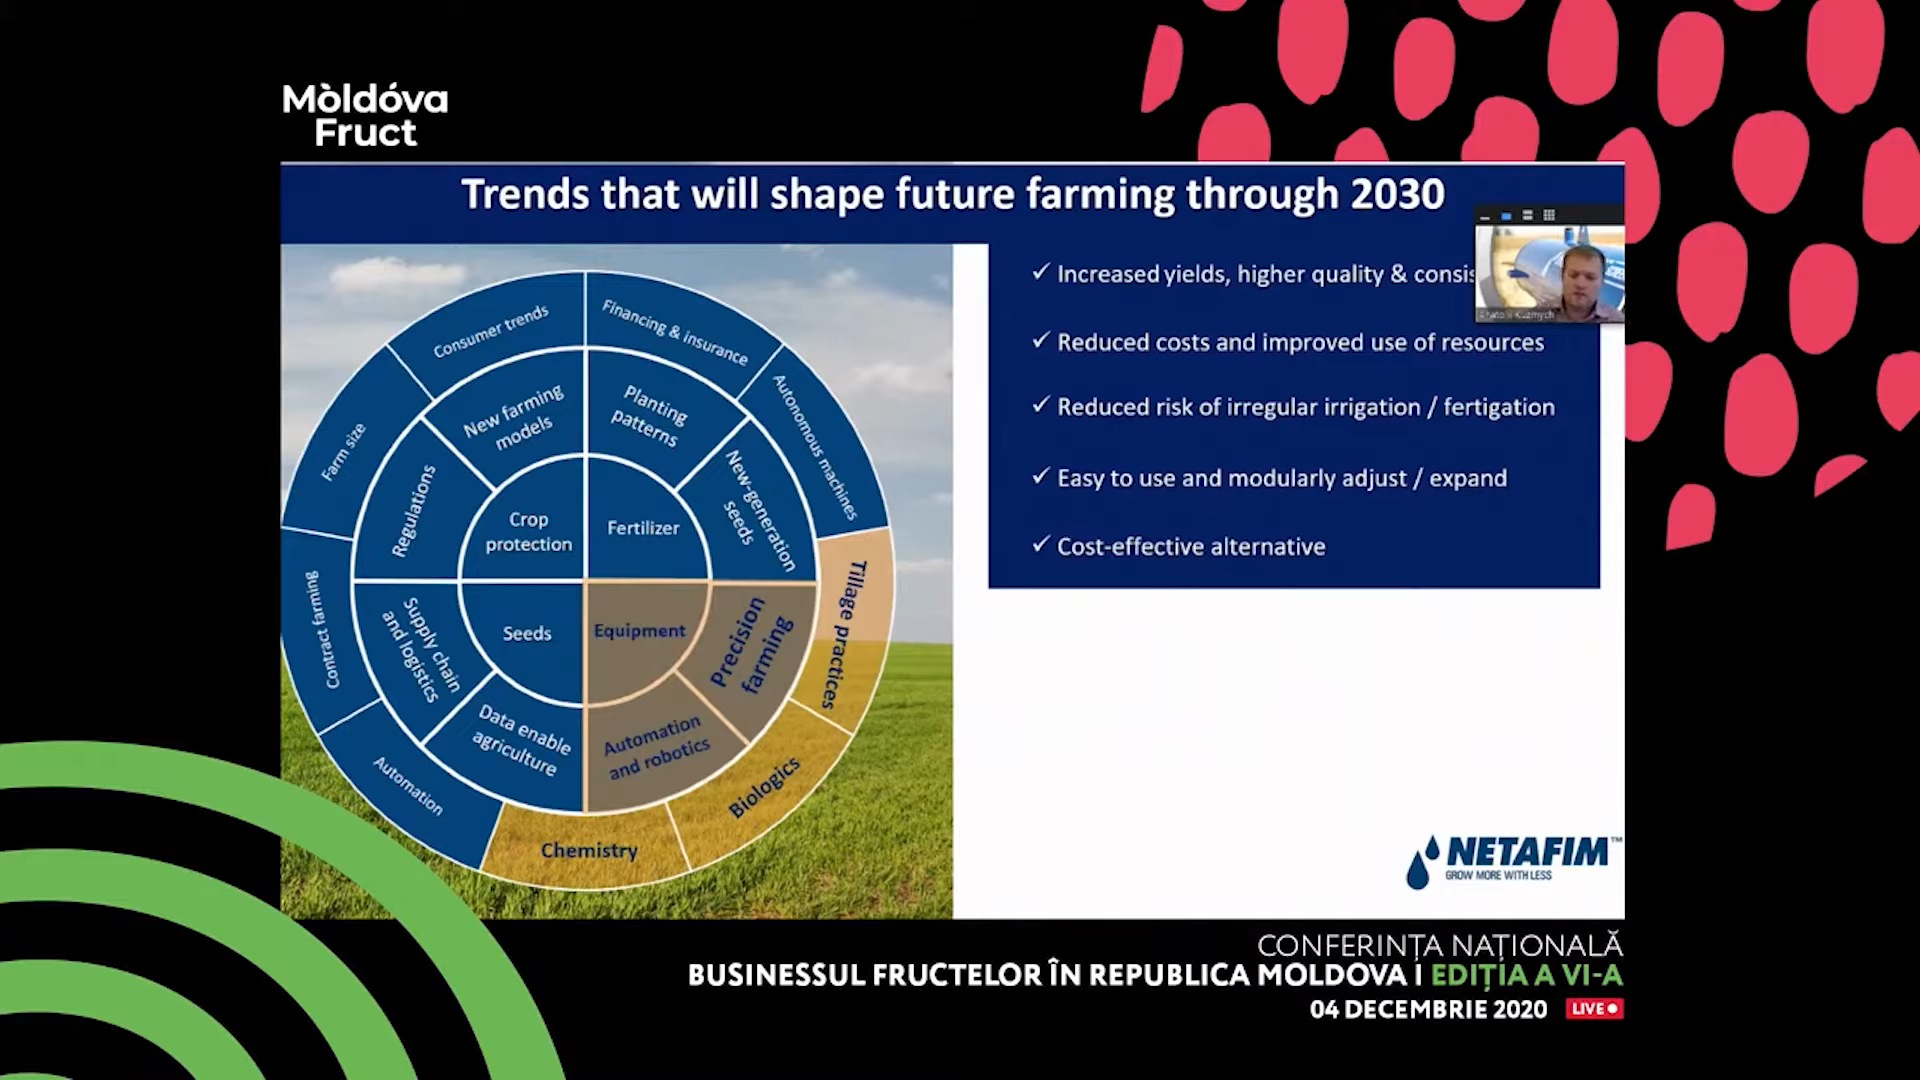 Mòldóva
Fruct
Trends that will shape future farming through 2030
Consumer trends
Financing & insurance
Autonomous machines
Farm size
New farming
models
Planting
patterns
New-generation
seeds
Regulations
Crop
protection
Fertilizer
Contract farming
Supply chain
and logistics
Seeds
Equipment
Precision
farming
Tillage practices
Data enable
agriculture
Automation
and robotics
Automation
Chemistry
Biologics
✓ Increased yields, higher quality &
✓ Reduced costs and improved use of resources
✓ Reduced risk of irregular irrigation / fertigation
✓ Easy to use and modularly adjust / expand
✓ Cost-effective alternative
NETAFIM™
GROW MORE WITH LESS
CONFERINȚA NAȚIONALĂ
BUSINESSUL FRUCTELOR ÎN REPUBLICA MOLDOVA I EDIȚIA A VI-A
04 DECEMBRIE 2020 LIVE